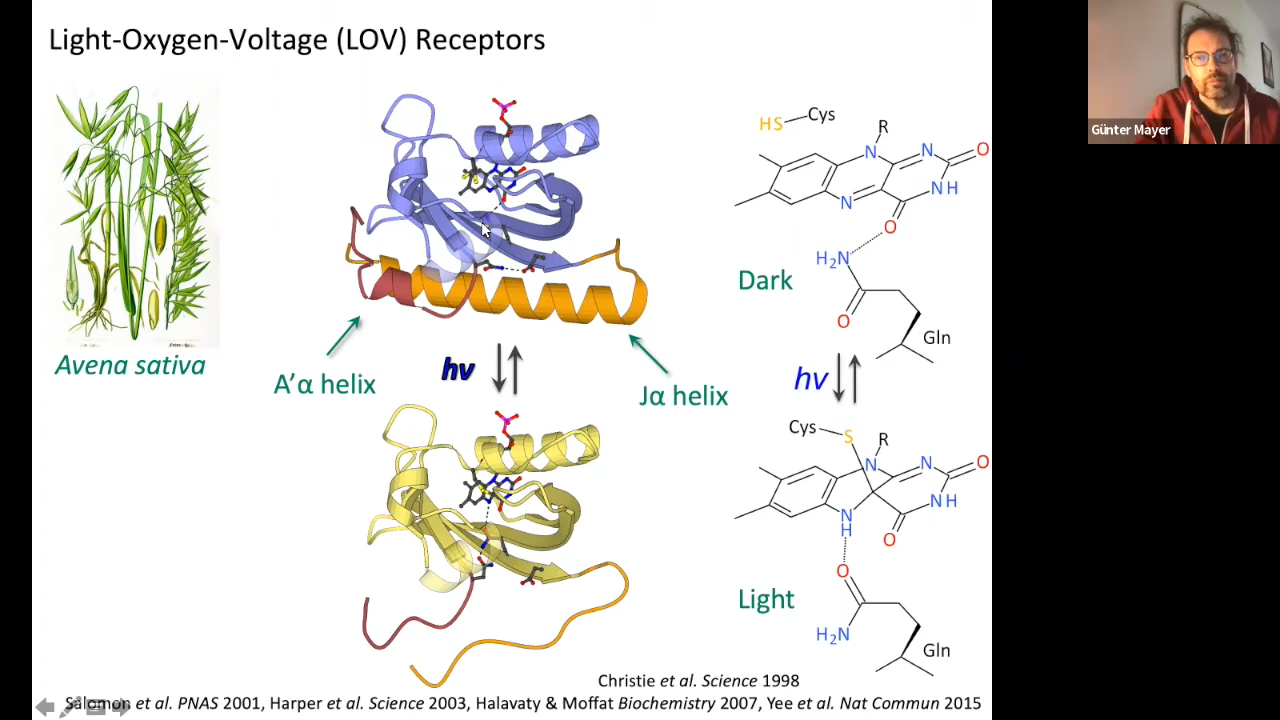 Light-Oxygen-Voltage (LOV) Receptors
Günter Mayer
HS
Cys
R
N
N
O
N
NH
O
H₂N
Dark
O
Gln
Avena sativa
A’α helix
hν
Jα helix
hν
Cys
S
R
N
N
O
N
H
NH
O
O
Light
H₂N
Gln
Christie et al. Science 1998
Salomon et al. PNAS 2001, Harper et al. Science 2003, Halavaty & Moffat Biochemistry 2007, Yee et al. Nat Commun 2015